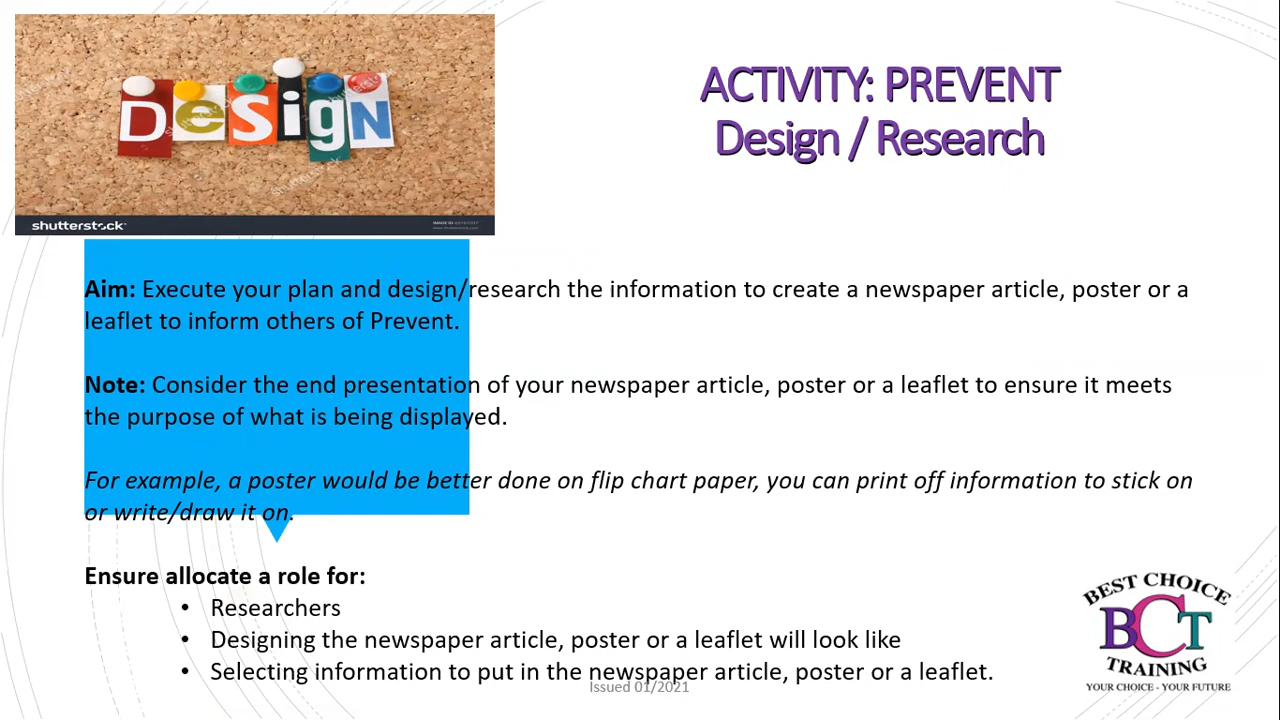 DeSigN
shutterstock
ACTIVITY: PREVENT
Design / Research
Aim: Execute your plan and design/research the information to create a newspaper article, poster or a
leaflet to inform others of Prevent.
Note: Consider the end presentation of your newspaper article, poster or a leaflet to ensure it meets
the purpose of what is being displayed.
For example, a poster would be better done on flip chart paper, you can print off information to stick on
or write/draw it on.
Ensure allocate a role for:
• Researchers
• Designing the newspaper article, poster or a leaflet will look like
• Selecting information to put in the newspaper article, poster or a leaflet.
Issued 01/2021
BEST CHOICE
BCT
TRAINING
YOUR CHOICE - YOUR FUTURE